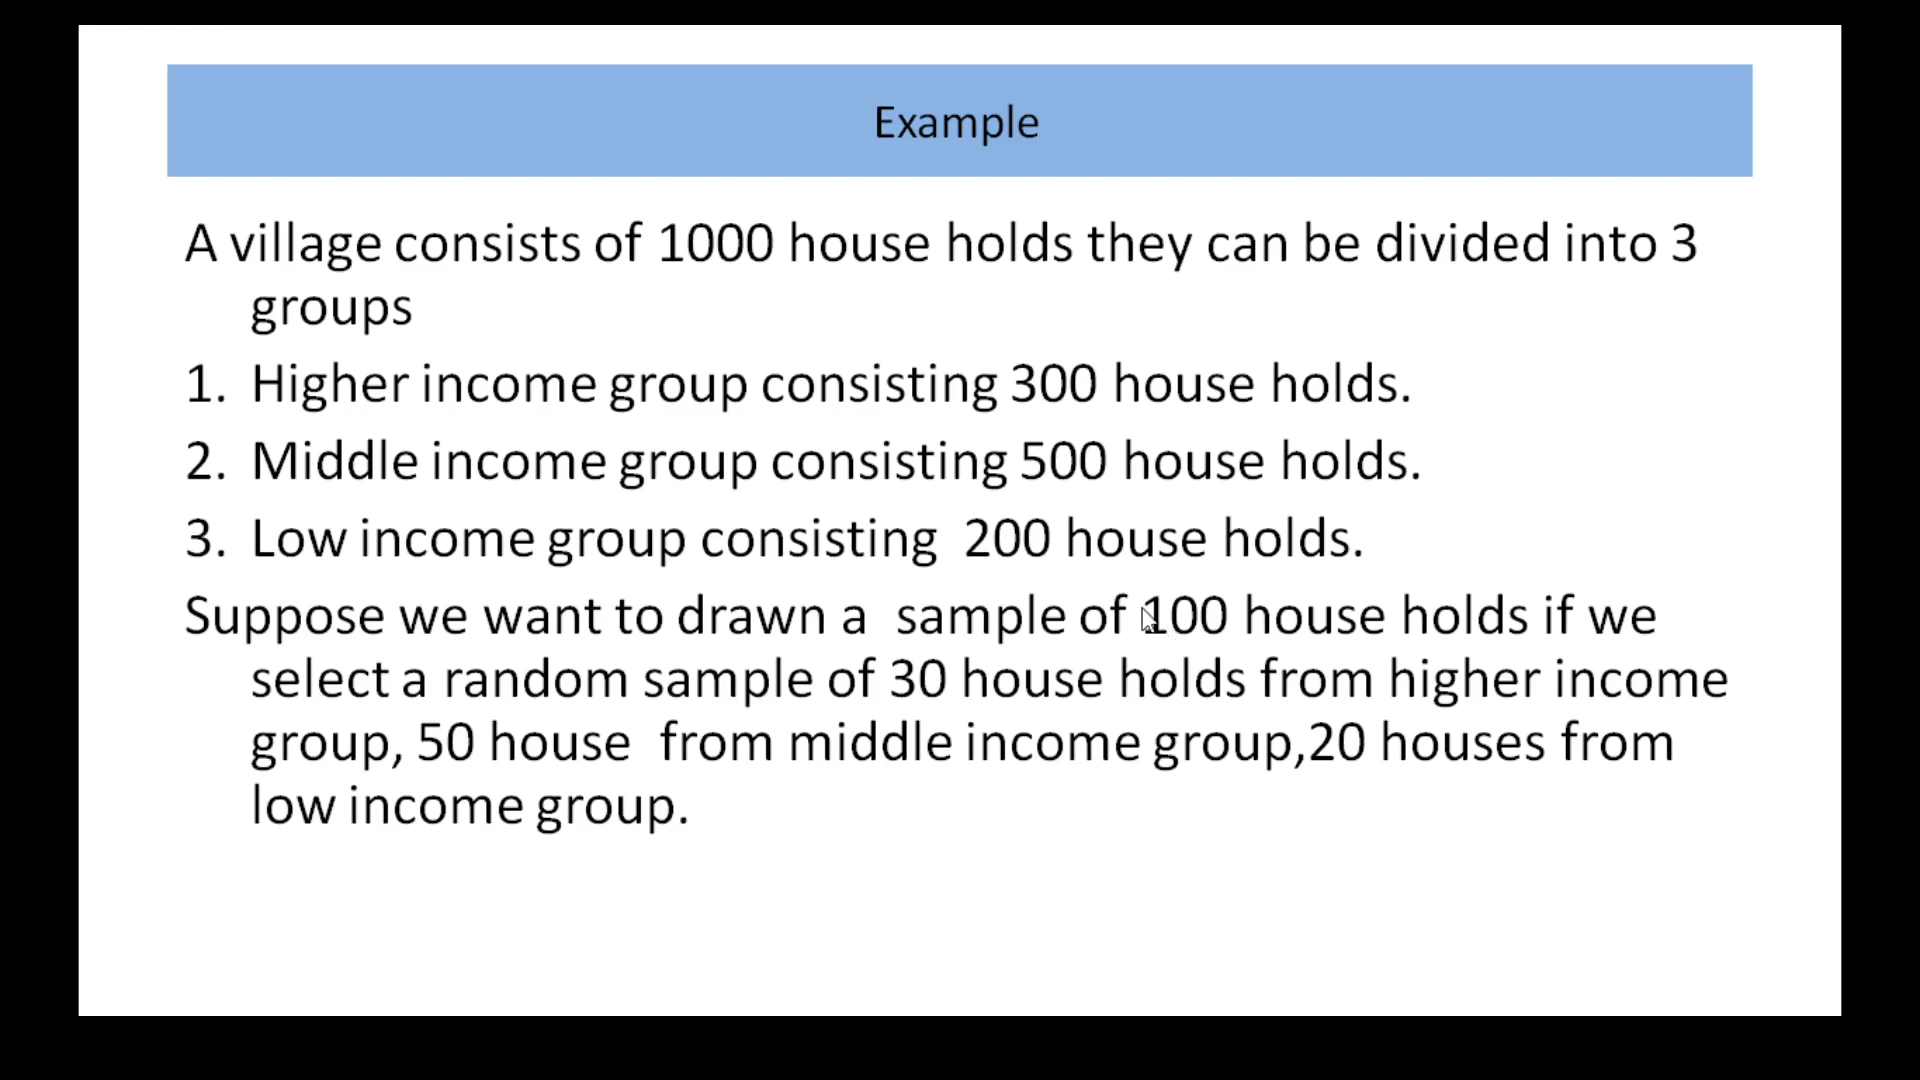 Example
A village consists of 1000 house holds they can be divided into 3
groups
1. Higher income group consisting 300 house holds.
2. Middle income group consisting 500 house holds.
3. Low income group consisting  200 house holds.
Suppose we want to drawn a  sample of 100 house holds if we
select a random sample of 30 house holds from higher income
group, 50 house  from middle income group,20 houses from
low income group.